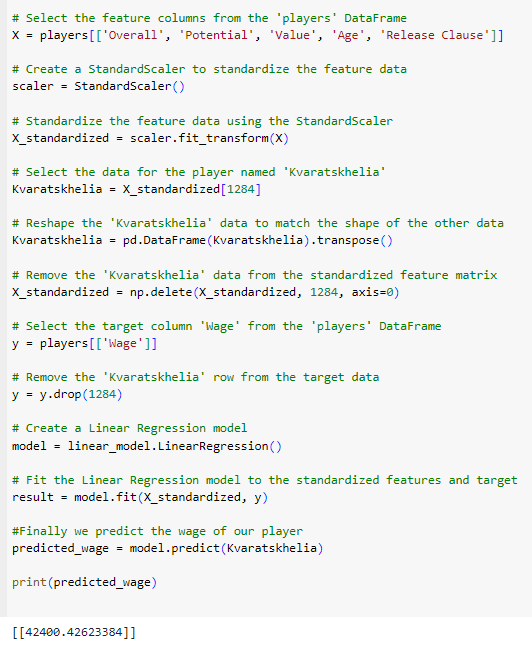 # Select the feature columns from the 'players' DataFrame
X = players[['Overall', 'Potential', 'Value', 'Age', 'Release Clause']]
# Create a StandardScaler to standardize the feature data
scaler = StandardScaler()
# Standardize the feature data using the StandardScaler
X_standardized = scaler.fit_transform(X)
# Select the data for the player named 'Kvaratskhelia'
Kvaratskhelia = X_standardized[1284]
# Reshape the 'Kvaratskhelia' data to match the shape of the other data
Kvaratskhelia = pd.DataFrame(Kvaratskhelia).transpose()
# Remove the 'Kvaratskhelia' data from the standardized feature matrix
X_standardized = np.delete(X_standardized, 1284, axis=0)
# Select the target column 'Wage' from the 'players' DataFrame
y = players[['Wage']]
# Remove the 'Kvaratskhelia' row from the target data
y = y.drop(1284)
# Create a Linear Regression model
model = linear_model.LinearRegression()
# Fit the Linear Regression model to the standardized features and target
result = model.fit(X_standardized, y)
#Finally we predict the wage of our player
predicted_wage = model.predict(Kvaratskhelia)
print(predicted_wage)
[[42400.42623384]]